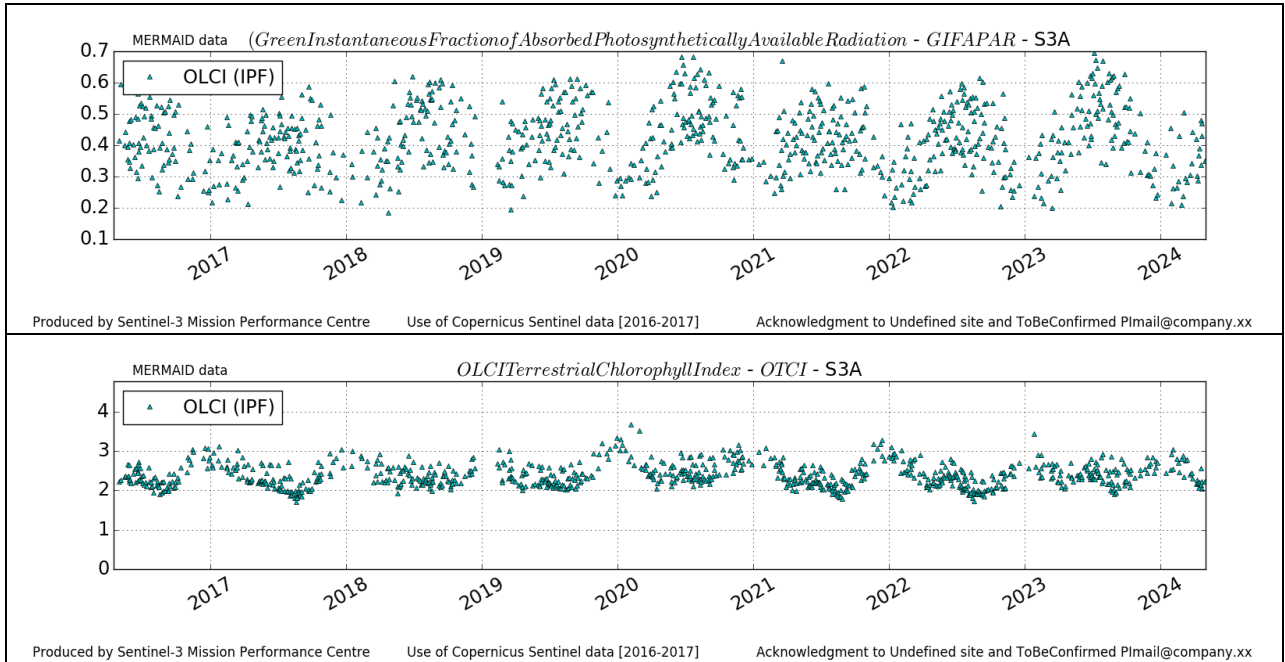 MERMAID data (GreenInstantaneousFractionofAbsorbedPhotosyntheticallyAvailableRadiation - GIFAPAR - S3A
0.7
OLCI (IPF)
0.6
0.5
0.4
0.3
0.2
0.1
2017 2018 2019 2020 2021 2022 2023 2024
Produced by Sentinel-3 Mission Performance Centre Use of Copernicus Sentinel data [2016-2017] Acknowledgment to Undefined site and ToBeConfirmed PImail@company.xx
MERMAID data OLCITerrestrialChlorophyllIndex - OTCI - S3A
OLCI (IPF)
4
3
2
1
0
2017 2018 2019 2020 2021 2022 2023 2024
Produced by Sentinel-3 Mission Performance Centre Use of Copernicus Sentinel data [2016-2017] Acknowledgment to Undefined site and ToBeConfirmed PImail@company.xx